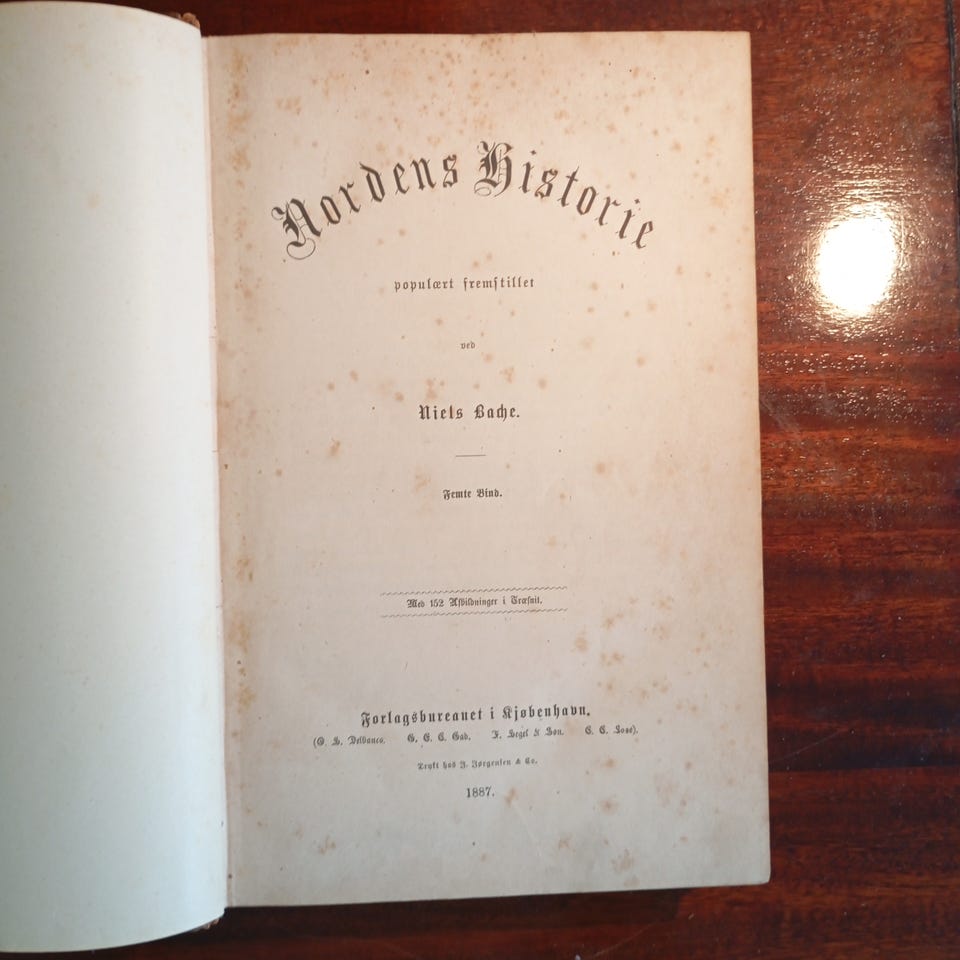 Nordens Historie
populært fremstillet
ved
Niels Bache.
Femte Bind.
Med 152 Afbildninger i Træsnit.
Forlagsbureauet i Kjøbenhavn.
(O. H. Delbanco. G. E. C. Gad. F. Hegel & Søn. C. C. Lose).
Trykt hos J. Jørgensen & Co.
1887.